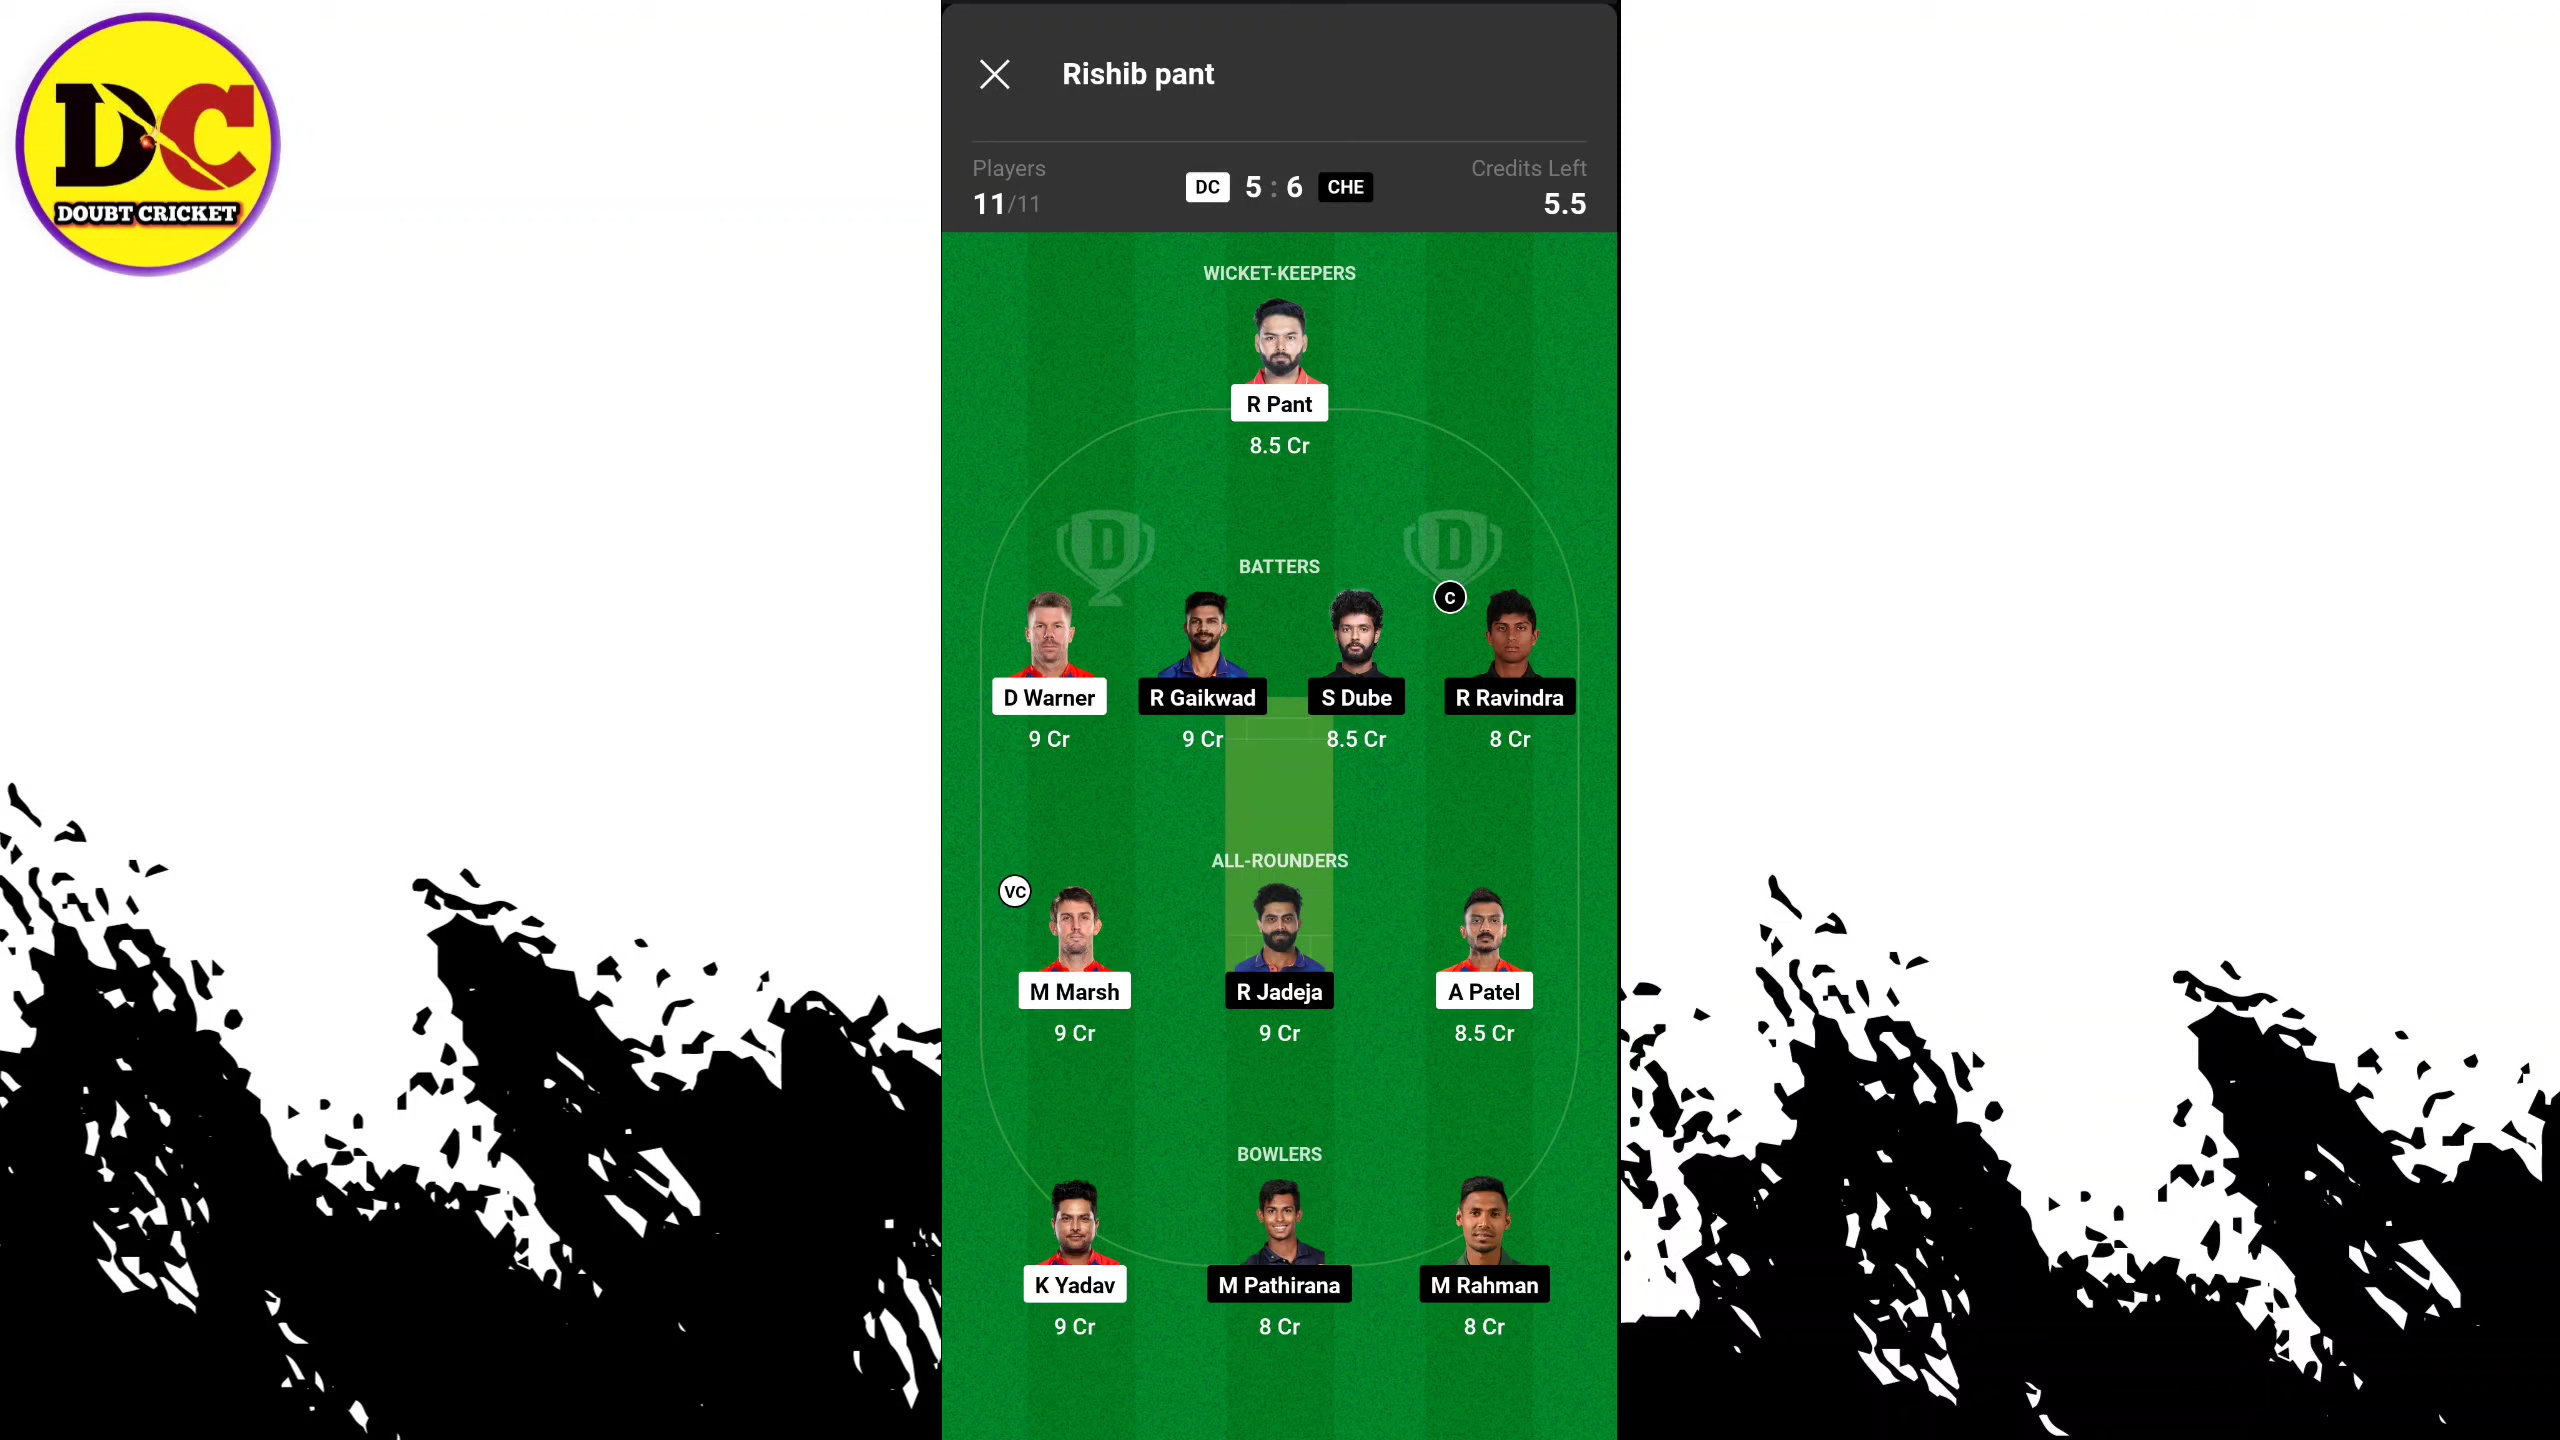 DC
DOUBT CRICKET
Rishib pant
Players
11/11
DC 5 : 6 CHE
Credits Left
5.5
WICKET-KEEPERS
R Pant
8.5 Cr
D D
BATTERS
C
D Warner R Gaikwad S Dube R Ravindra
9 Cr 9 Cr 8.5 Cr 8 Cr
ALL-ROUNDERS
VC
M Marsh R Jadeja A Patel
9 Cr 9 Cr 8.5 Cr
BOWLERS
K Yadav M Pathirana M Rahman
9 Cr 8 Cr 8 Cr